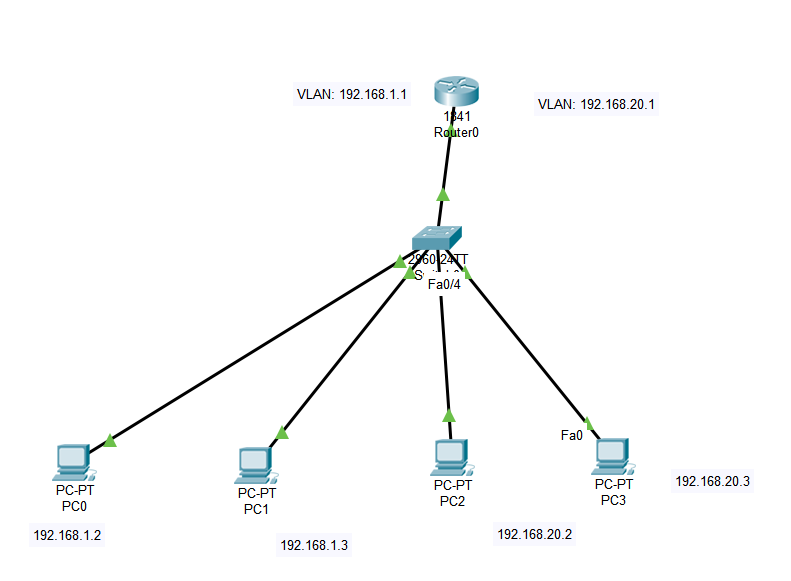 VLAN: 192.168.1.1
VLAN: 192.168.20.1
1841
Router0
2960-24TT
Fa0/4
Fa0
PC-PT
PC0
PC-PT
PC1
PC-PT
PC2
PC-PT
PC3
192.168.1.2
192.168.1.3
192.168.20.2
192.168.20.3